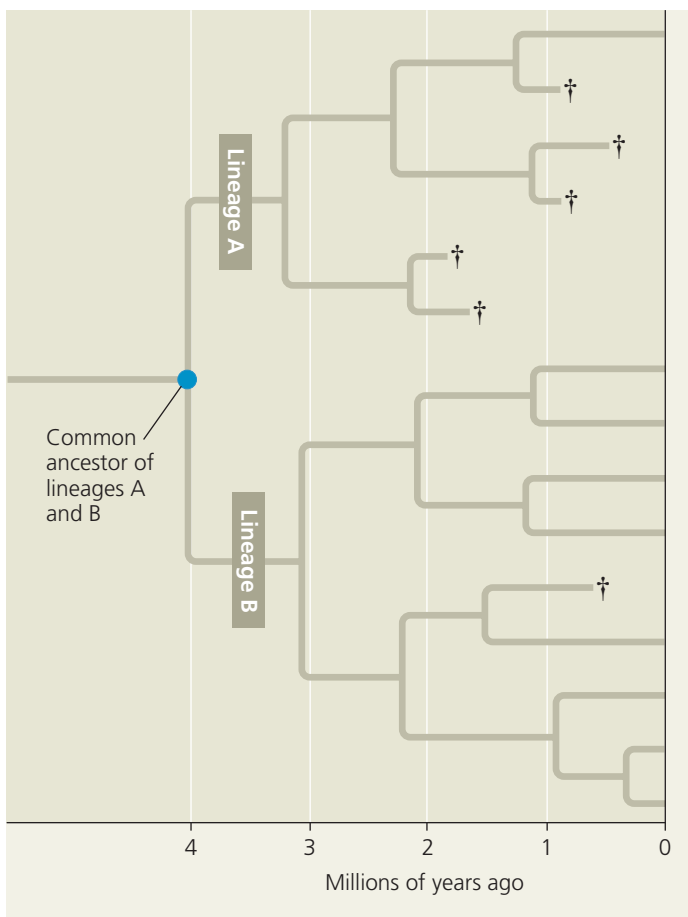 †
†
†
Lineage A
†
†
Common
ancestor of
lineages A
and B
Lineage B
†
4 3 2 1 0
Millions of years ago